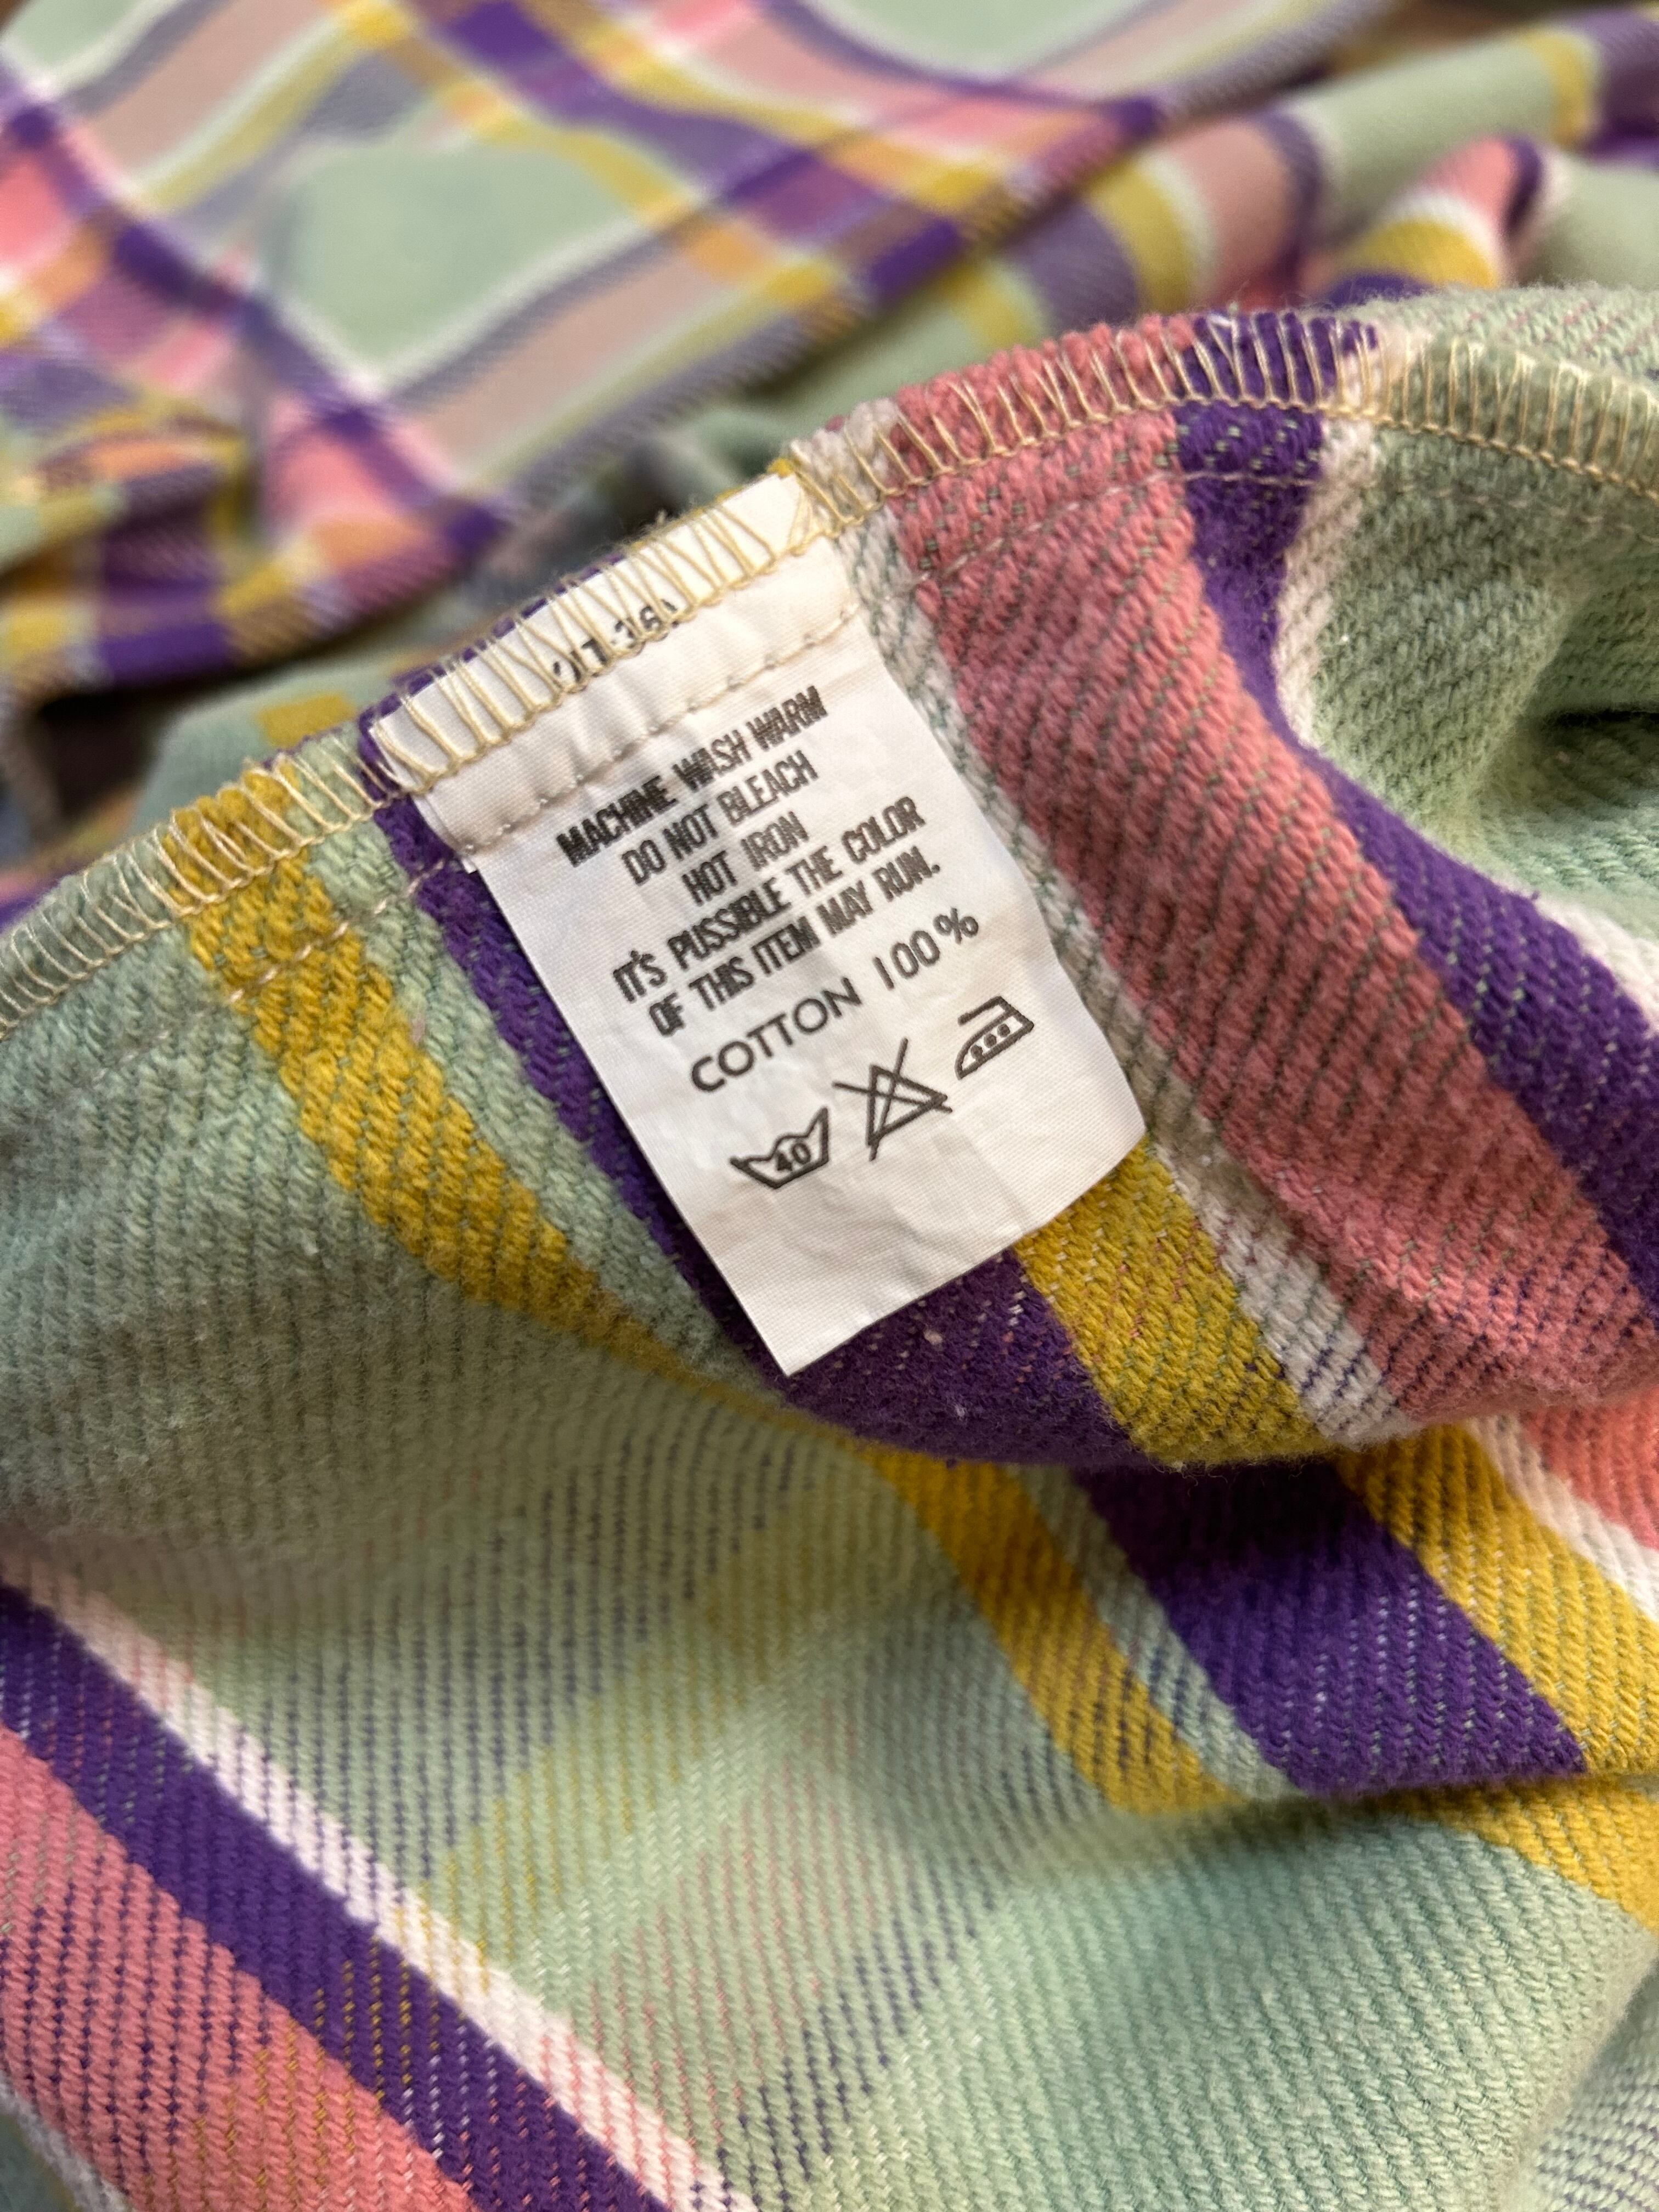 MACHINE WASH WARM
DO NOT BLEACH
HOT IRON
IT'S PUSSIBLE THE COLOR
OF THIS ITEM MAY RUN.
COTTON 100%
40